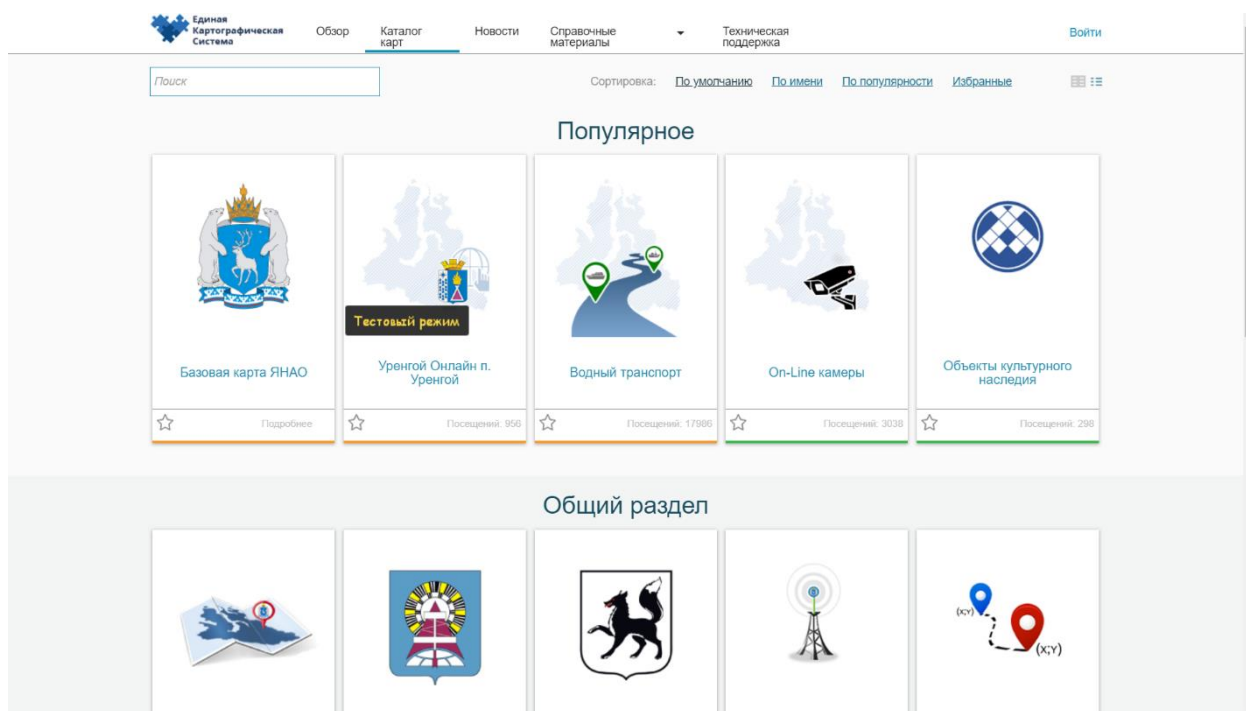 Единая
Картографическая
Система
Обзор
Каталог
карт
Новости
Справочные
материалы
Техническая
поддержка
Войти
Поиск
Сортировка: По умолчанию По имени По популярности Избранные
Популярное
Тестовый режим
Базовая карта ЯНАО
Уренгой Онлайн п.
Уренгой
Водный транспорт
On-Line камеры
Объекты культурного
наследия
Подробнее
Посещений: 956
Посещений: 17986
Посещений: 3038
Посещений: 298
Общий раздел
(X;Y)
(X;Y)